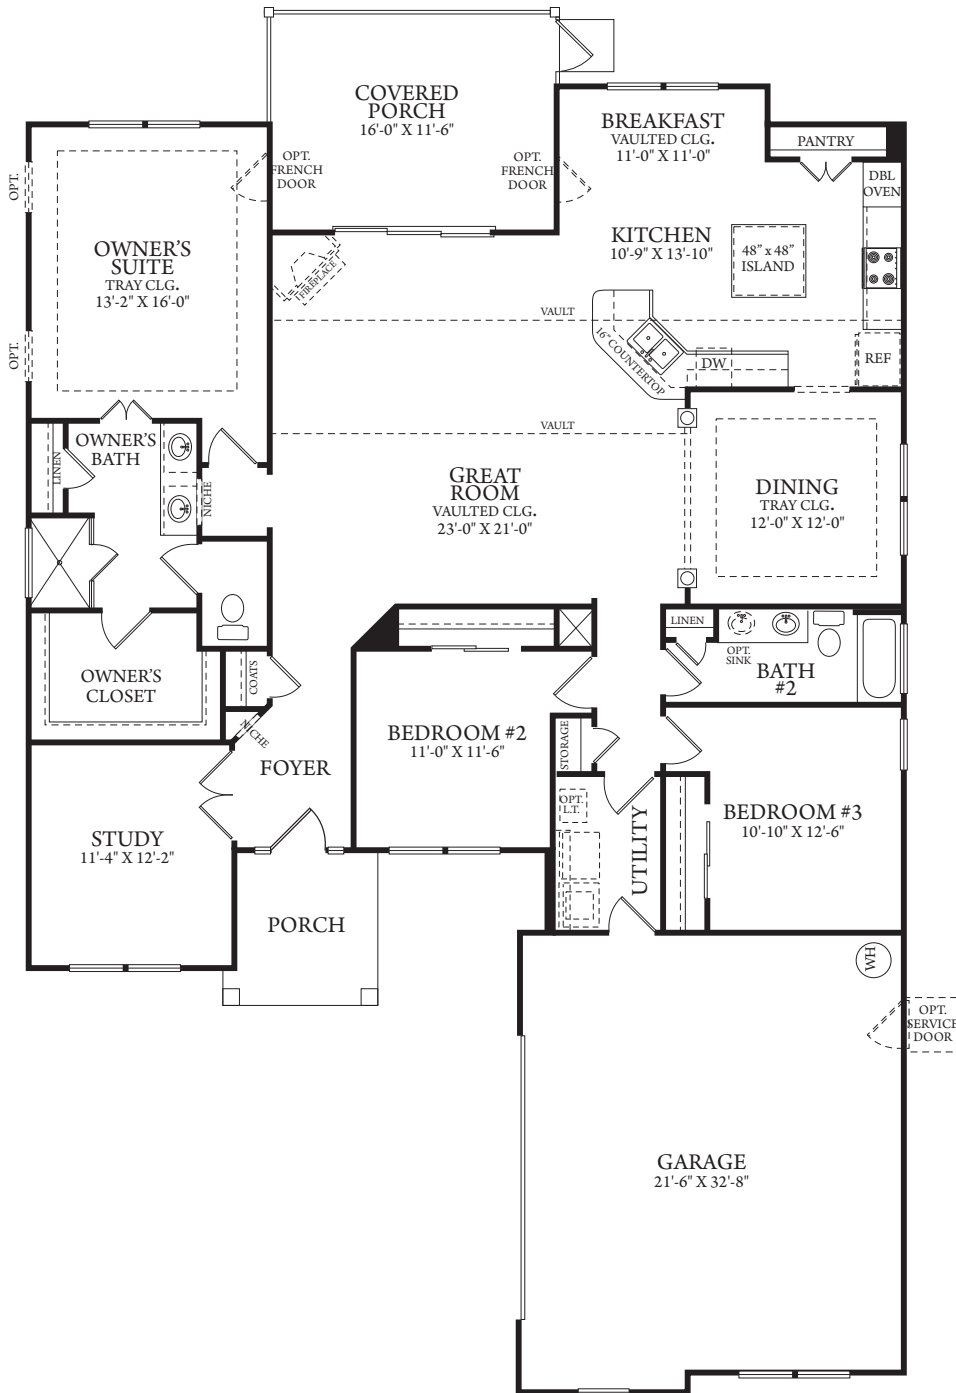 COVERED
PORCH
16'-0" X 11'-6"
BREAKFAST
VAULTED CLG.
11'-0" X 11'-0"
PANTRY
OPT.
FRENCH
DOOR
OPT.
FRENCH
DOOR
DBL
OVEN
OPT.
OWNER'S
SUITE
TRAY CLG.
13'-2" X 16'-0"
KITCHEN
10'-9" X 13'-10"
48" x 48"
ISLAND
FIREPLACE
VAULT
OPT.
16" COUNTERTOP
DW
REF
OWNER'S
BATH
LINEN
NICHE
VAULT
GREAT
ROOM
VAULTED CLG.
23'-0" X 21'-0"
DINING
TRAY CLG.
12'-0" X 12'-0"
OWNER'S
CLOSET
COATS
NICHE
LINEN
OPT.
SINK
BATH
#2
FOYER
BEDROOM #2
11'-0" X 11'-6"
STORAGE
OPT.
L.T.
UTILITY
BEDROOM #3
10'-10" X 12'-6"
STUDY
11'-4" X 12'-2"
PORCH
WH
OPT.
SERVICE
DOOR
GARAGE
21'-6" X 32'-8"